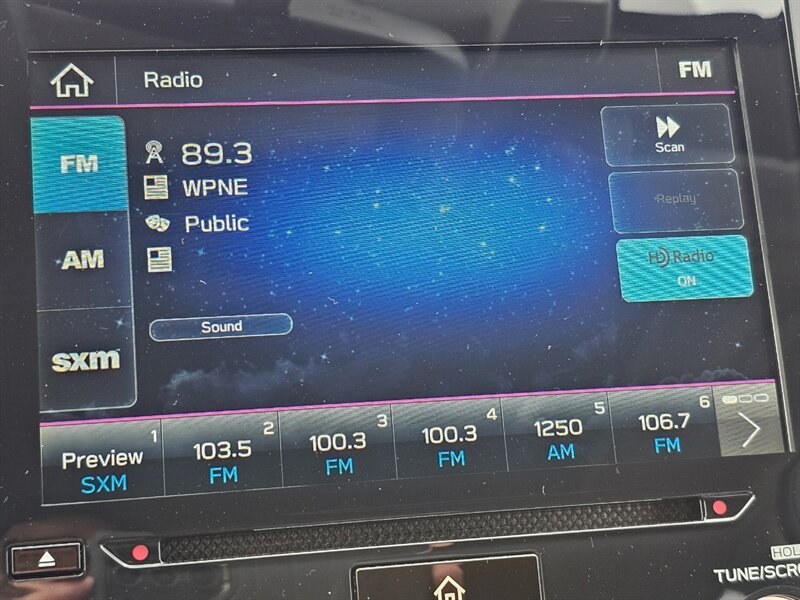 Radio
FM
FM
AM
sxm
89.3
WPNE
Public
Sound
Scan
Replay
HD Radio
ON
1
Preview
SXM
2
103.5
FM
3
100.3
FM
4
100.3
FM
5
1250
AM
6
106.7
FM
HOL
TUNE/SCRO